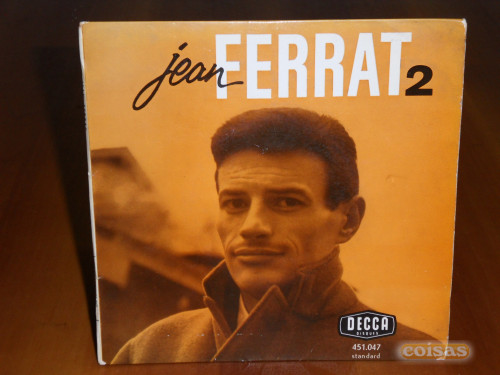 jean FERRAT 2
DECCA
DISQUES
451.047
standard
coisas